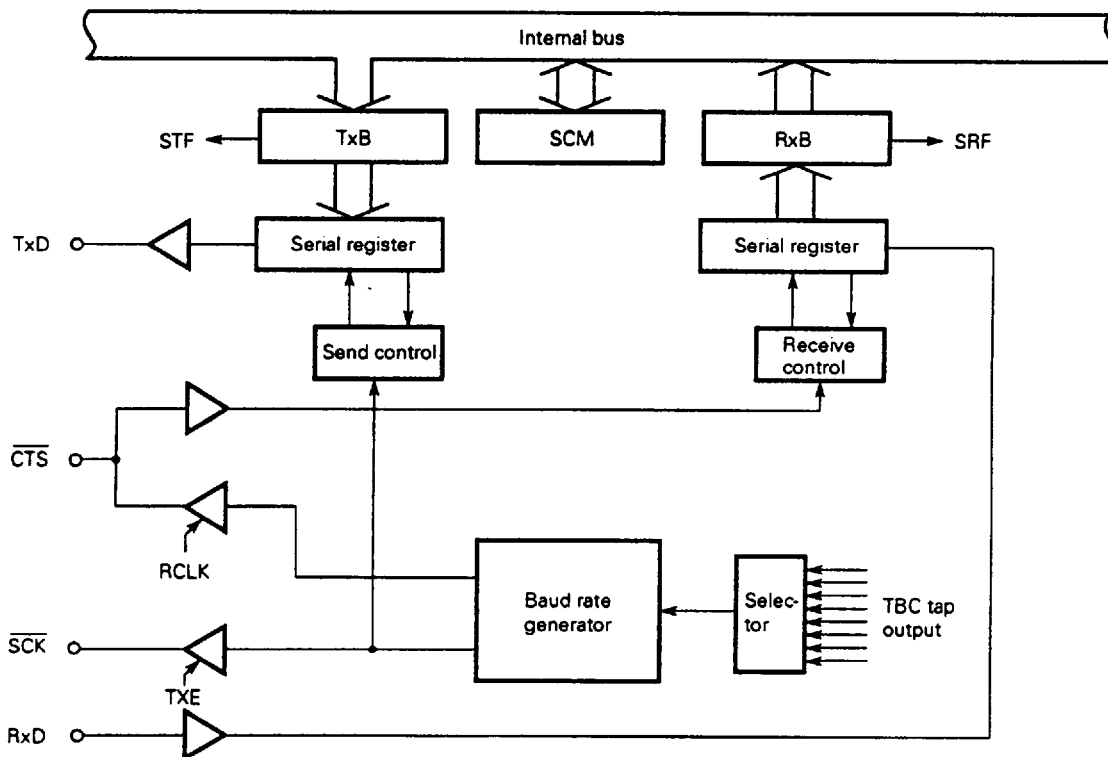 Internal bus
STF
TxB
SCM
RxB
SRF
TxD
Serial register
Serial register
Send control
Receive
control
CTS
RCLK
Baud rate
generator
Selec-
tor
TBC tap
output
SCK
TXE
RxD